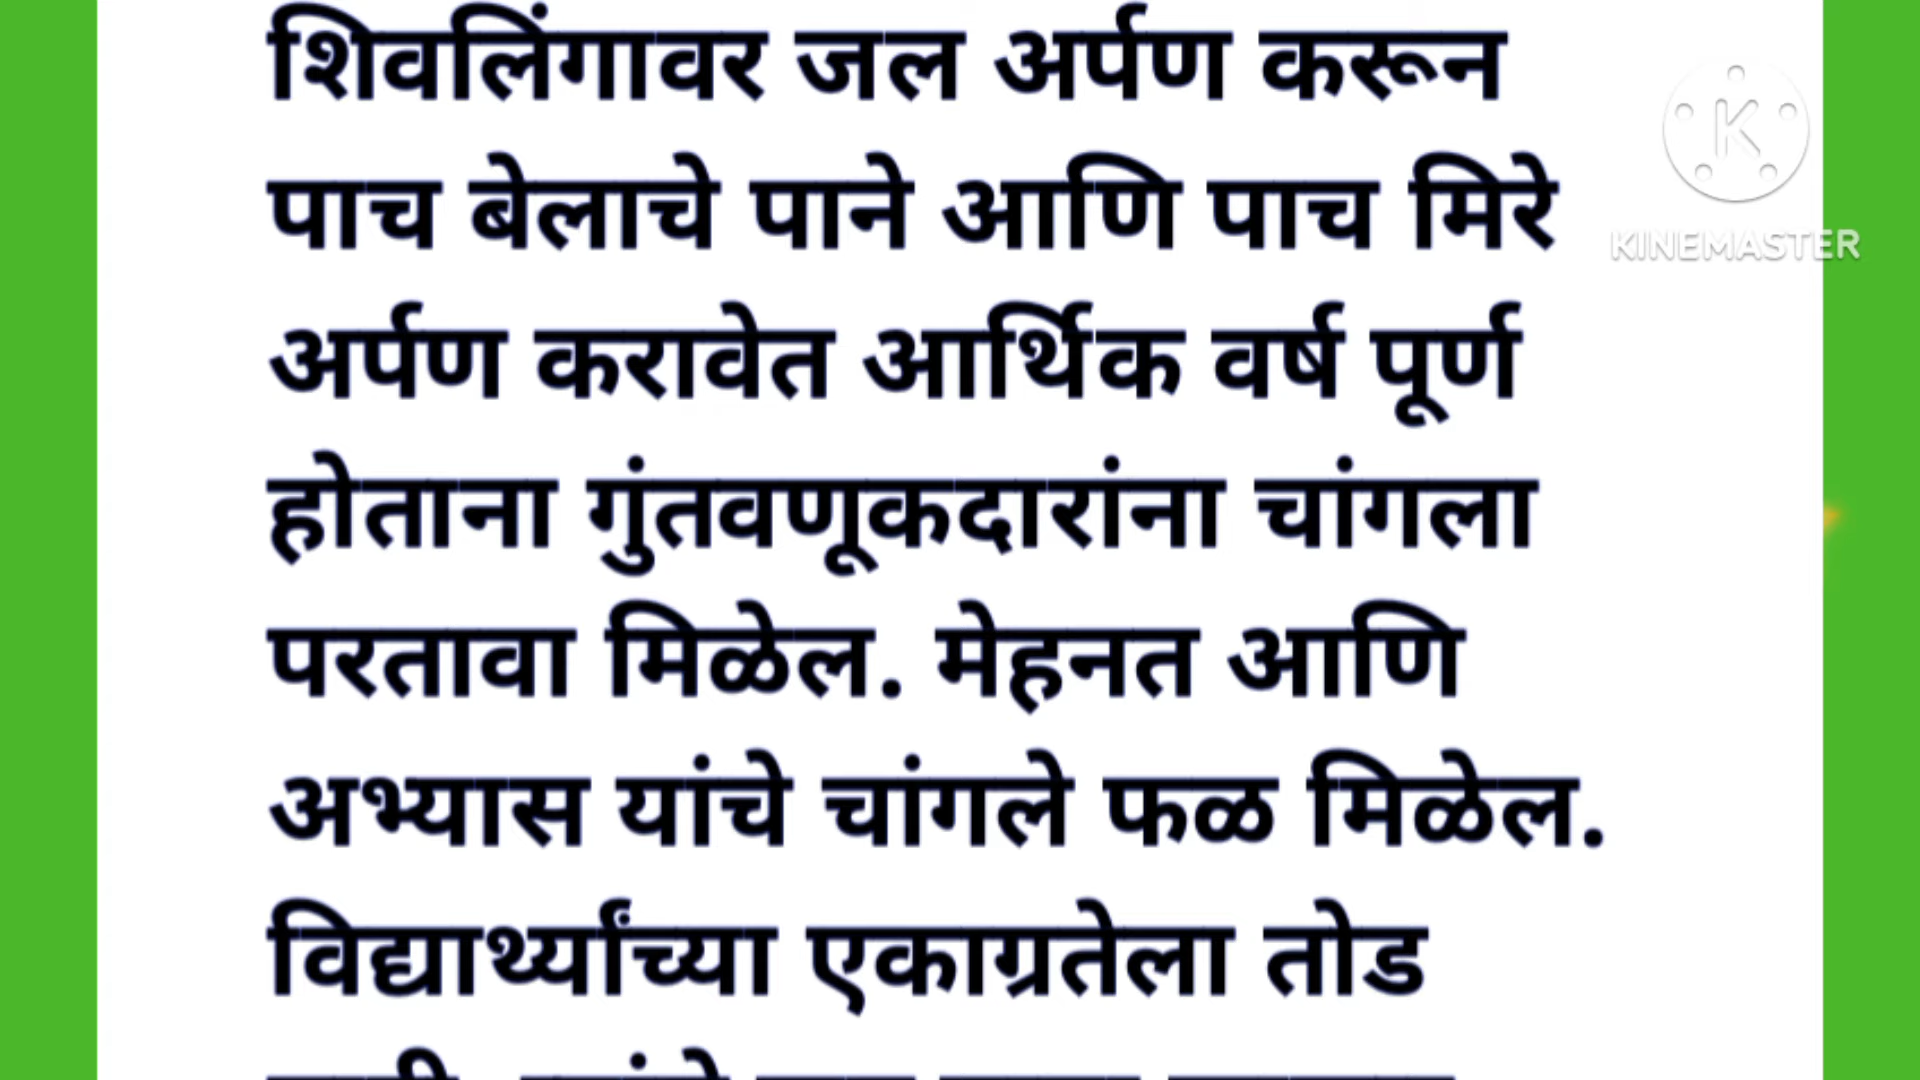 शिवलिंगावर जल अर्पण करून
पाच बेलाचे पाने आणि पाच मिरे
अर्पण करावेत आर्थिक वर्ष पूर्ण
होताना गुंतवणूकदारांना चांगला
परतावा मिळेल. मेहनत आणि
अभ्यास यांचे चांगले फळ मिळेल.
विद्यार्थ्यांच्या एकाग्रतेला तोड
K
KINEMASTER